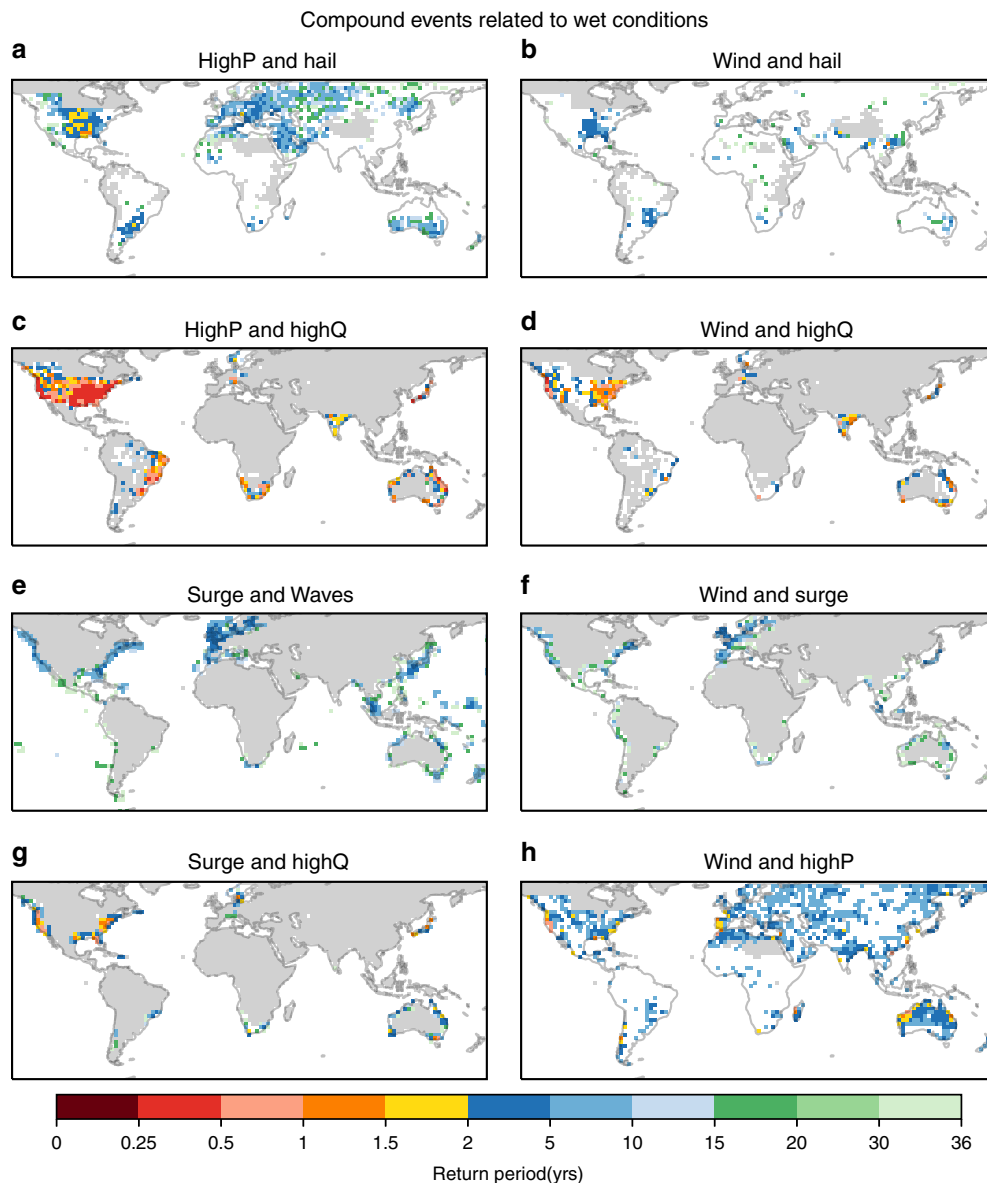 Compound events related to wet conditions
a
HighP and hail
b
Wind and hail
c
HighP and highQ
d
Wind and highQ
e
Surge and Waves
f
Wind and surge
g
Surge and highQ
h
Wind and highP
0 0.25 0.5 1 1.5 2 5 10 15 20 30 36
Return period(yrs)